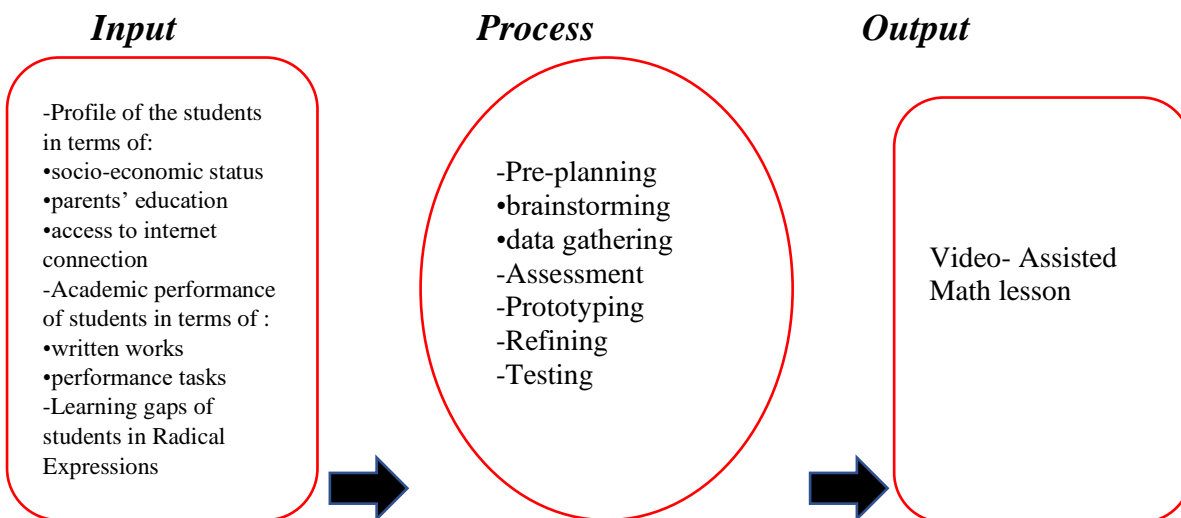 Input
-Profile of the students
in terms of:
•socio-economic status
•parents’ education
•access to internet
connection
-Academic performance
of students in terms of :
•written works
•performance tasks
-Learning gaps of
students in Radical
Expressions
Process
-Pre-planning
•brainstorming
•data gathering
-Assessment
-Prototyping
-Refining
-Testing
Output
Video- Assisted
Math lesson